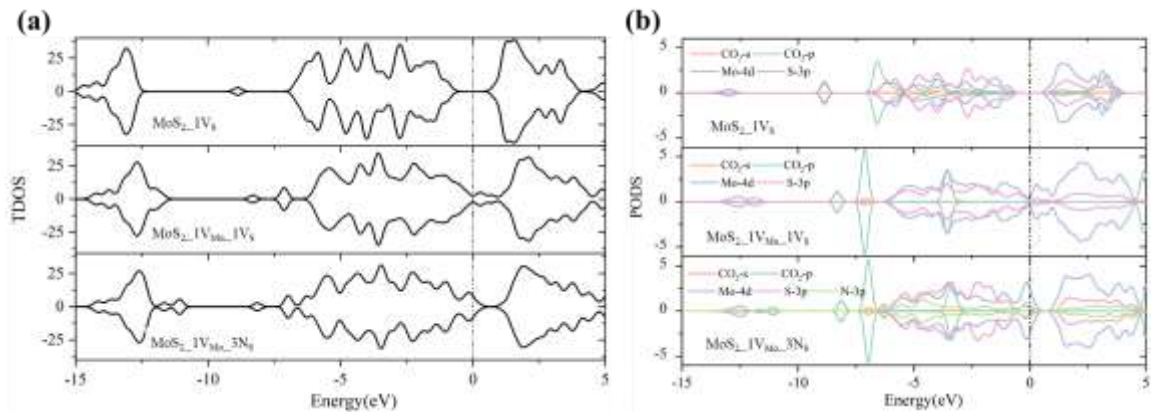 (a)
TDOS
25
0
-25
MoS2_1VS
25
0
-25
MoS2_1VMo_1VS
25
0
-25
MoS2_1VMo_3NS
-15 -10 -5 0 5
Energy(eV)
(b)
PODS
5
0
5
CO2-s CO2-p
Mo-4d S-3p
MoS2_1VS
5
0
-5
CO2-s CO2-p
Mo-4d S-3p
MoS2_1VMo_1VS
5
0
-5
CO2-s CO2-p
Mo-4d S-3p N-3p
MoS2_1VMo_3NS
-15 -10 -5 0 5
Energy(eV)